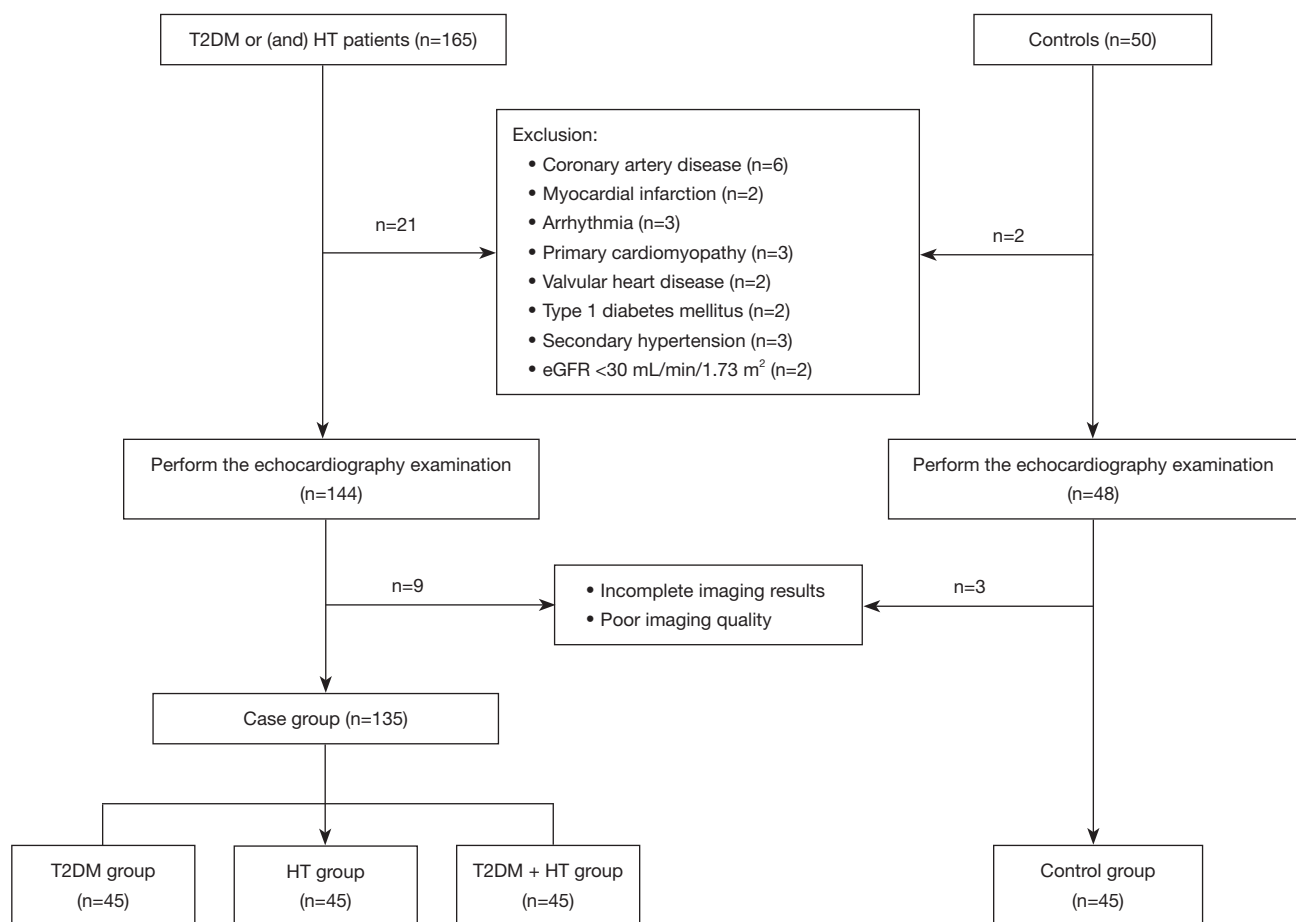 T2DM or (and) HT patients (n=165)
Controls (n=50)
Exclusion:
• Coronary artery disease (n=6)
• Myocardial infarction (n=2)
• Arrhythmia (n=3)
• Primary cardiomyopathy (n=3)
• Valvular heart disease (n=2)
• Type 1 diabetes mellitus (n=2)
• Secondary hypertension (n=3)
• eGFR <30 mL/min/1.73 m² (n=2)
n=21
n=2
Perform the echocardiography examination
(n=144)
Perform the echocardiography examination
(n=48)
n=9
• Incomplete imaging results
• Poor imaging quality
n=3
Case group (n=135)
T2DM group
(n=45)
HT group
(n=45)
T2DM + HT group
(n=45)
Control group
(n=45)